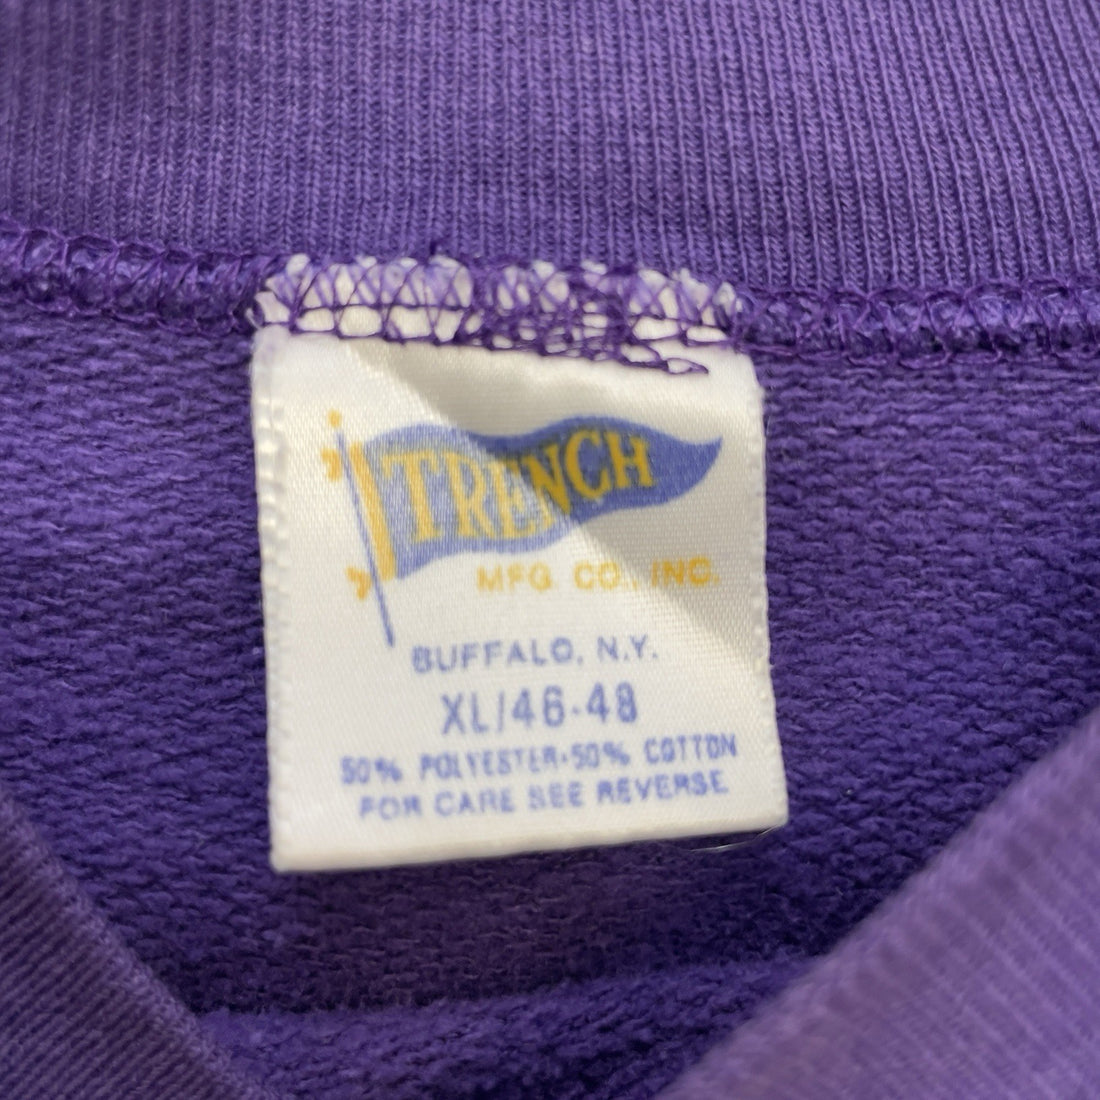 TRENCH
MFG CO., INC.
BUFFALO, N.Y.
XL/46-48
50% POLYESTER·50% COTTON
FOR CARE SEE REVERSE